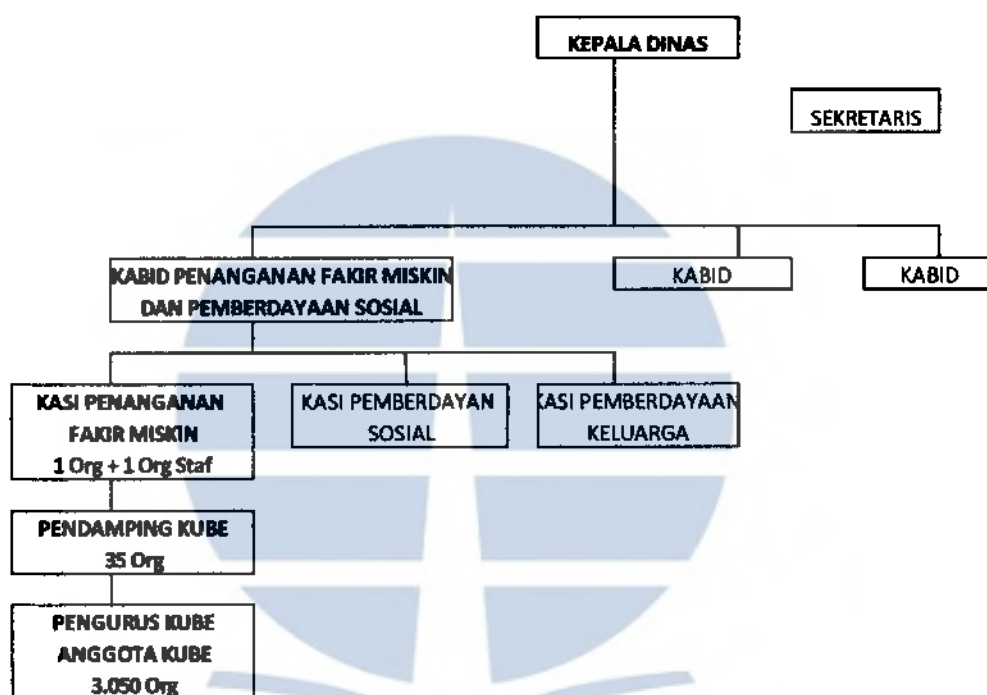 KEPALA DINAS
SEKRETARIS
KABID PENANGANAN FAKIR MISKIN
DAN PEMBERDAYAAN SOSIAL
KABID
KABID
KASI PENANGANAN
FAKIR MISKIN
1 Org + 1 Org Staf
KASI PEMBERDAYAN
SOSIAL
KASI PEMBERDAYAAN
KELUARGA
PENDAMPING KUBE
35 Org
PENGURUS KUBE
ANGGOTA KUBE
3.050 Org